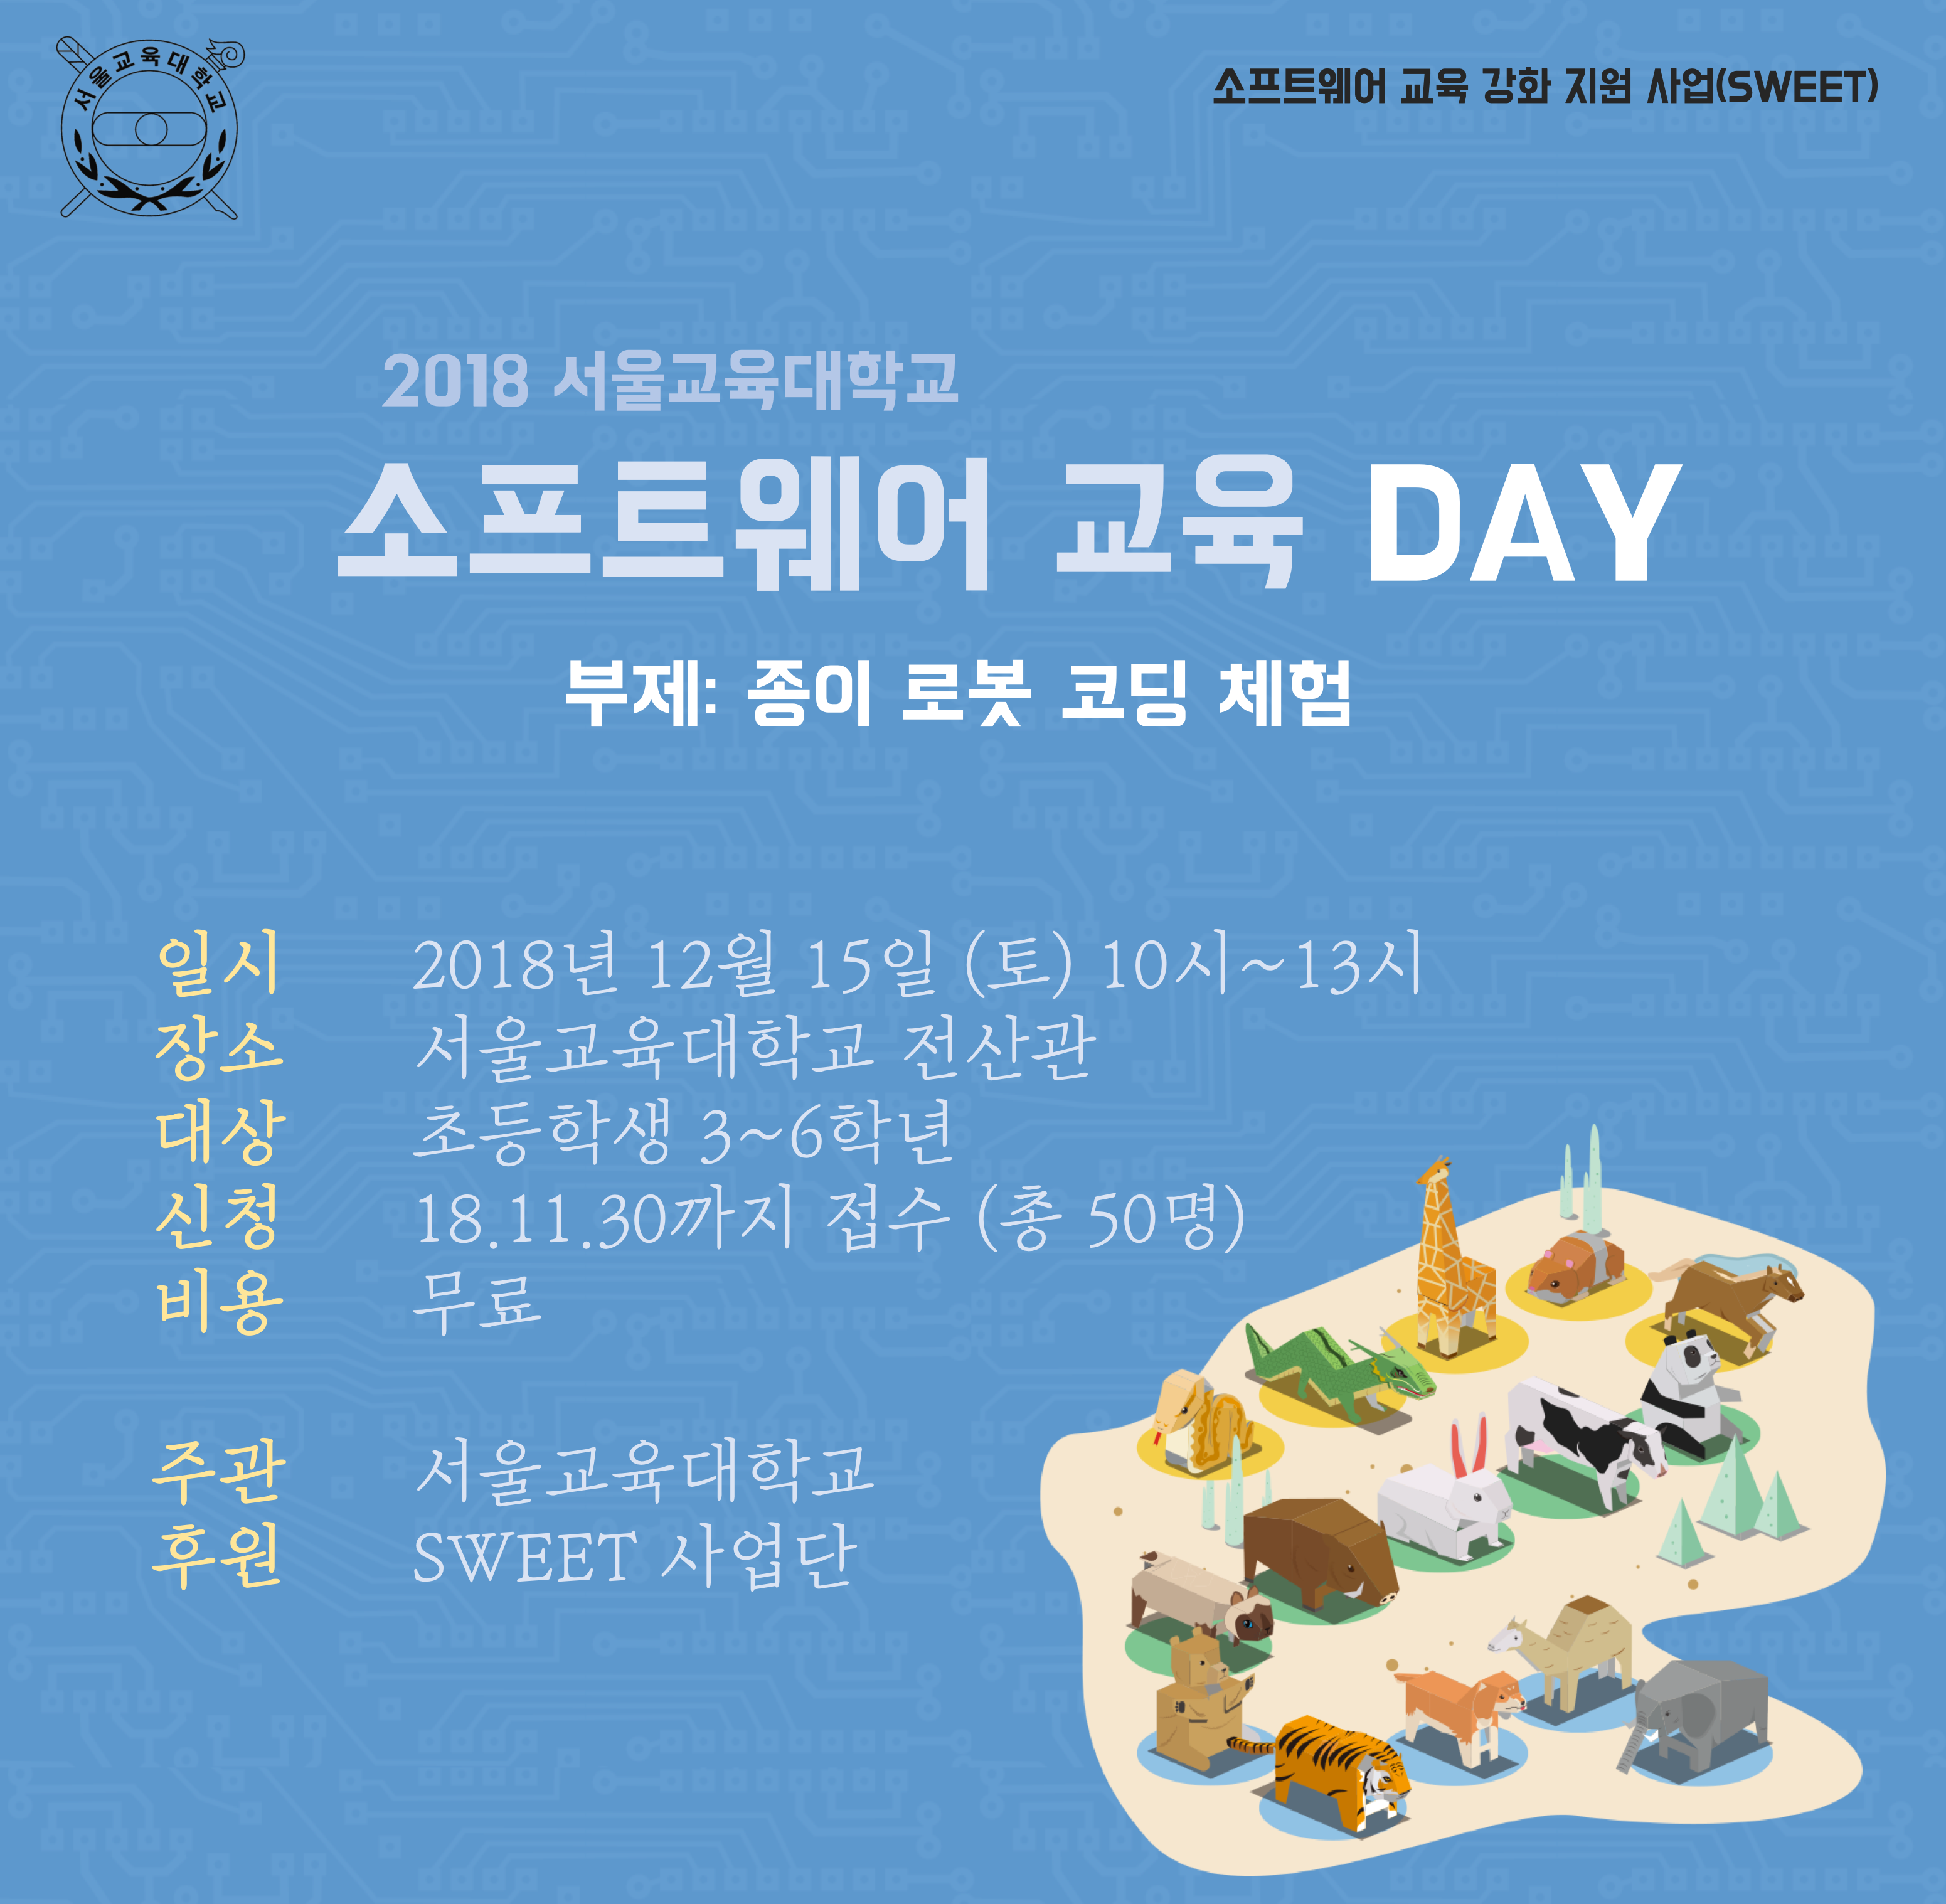 서울교육대학교
소프트웨어 교육 강화 지원 사업(SWEET)
2018 서울교육대학교
소프트웨어 교육 DAY
부제: 종이 로봇 코딩 체험
일시 2018년 12월 15일 (토) 10시~13시
장소 서울교육대학교 전산관
대상 초등학생 3~6학년
신청 18.11.30까지 접수 (총 50명)
비용 무료
주관 서울교육대학교
후원 SWEET 사업단